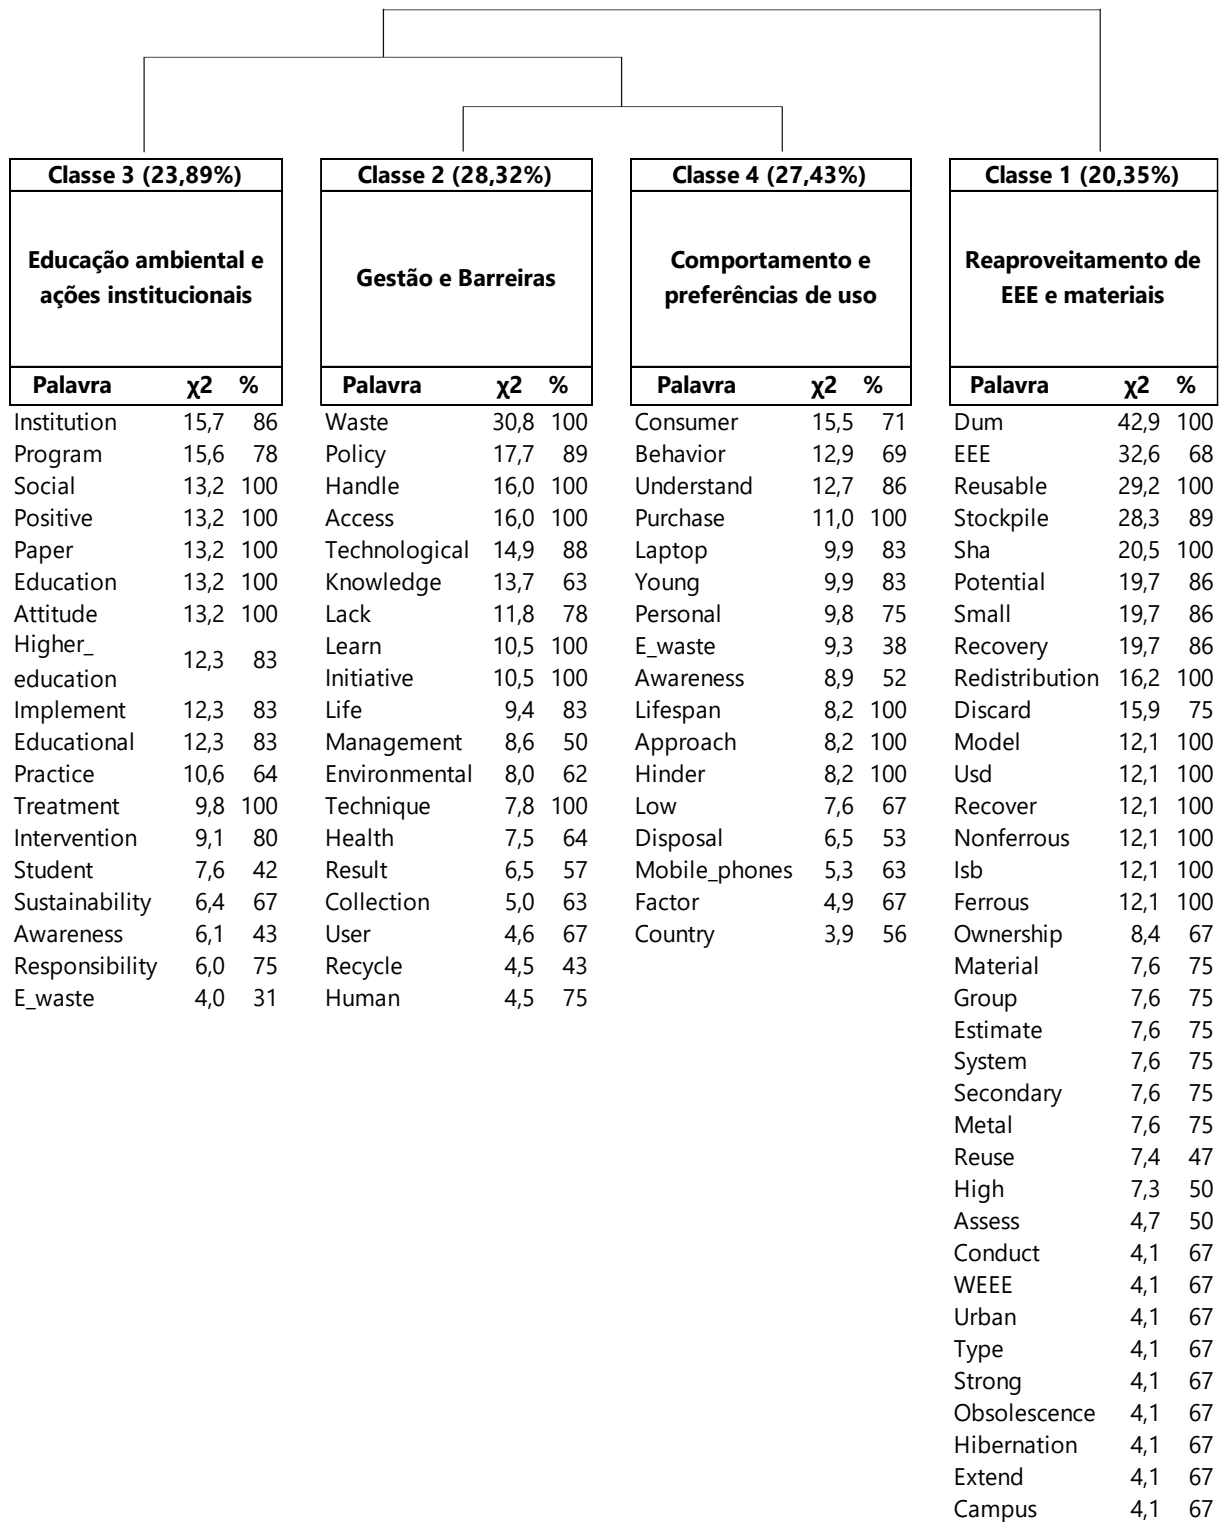 Classe 3 (23,89%)
Educação ambiental e
ações institucionais
Palavra χ2 %
Institution 15,7 86
Program 15,6 78
Social 13,2 100
Positive 13,2 100
Paper 13,2 100
Education 13,2 100
Attitude 13,2 100
Higher_
education 12,3 83
Implement 12,3 83
Educational 12,3 83
Practice 10,6 64
Treatment 9,8 100
Intervention 9,1 80
Student 7,6 42
Sustainability 6,4 67
Awareness 6,1 43
Responsibility 6,0 75
E_waste 4,0 31
Classe 2 (28,32%)
Gestão e Barreiras
Palavra χ2 %
Waste 30,8 100
Policy 17,7 89
Handle 16,0 100
Access 16,0 100
Technological 14,9 88
Knowledge 13,7 63
Lack 11,8 78
Learn 10,5 100
Initiative 10,5 100
Life 9,4 83
Management 8,6 50
Environmental 8,0 62
Technique 7,8 100
Health 7,5 64
Result 6,5 57
Collection 5,0 63
User 4,6 67
Recycle 4,5 43
Human 4,5 75
Classe 4 (27,43%)
Comportamento e
preferências de uso
Palavra χ2 %
Consumer 15,5 71
Behavior 12,9 69
Understand 12,7 86
Purchase 11,0 100
Laptop 9,9 83
Young 9,9 83
Personal 9,8 75
E_waste 9,3 38
Awareness 8,9 52
Lifespan 8,2 100
Approach 8,2 100
Hinder 8,2 100
Low 7,6 67
Disposal 6,5 53
Mobile_phones 5,3 63
Factor 4,9 67
Country 3,9 56
Classe 1 (20,35%)
Reaproveitamento de
EEE e materiais
Palavra χ2 %
Dum 42,9 100
EEE 32,6 68
Reusable 29,2 100
Stockpile 28,3 89
Sha 20,5 100
Potential 19,7 86
Small 19,7 86
Recovery 19,7 86
Redistribution 16,2 100
Discard 15,9 75
Model 12,1 100
Usd 12,1 100
Recover 12,1 100
Nonferrous 12,1 100
Isb 12,1 100
Ferrous 12,1 100
Ownership 8,4 67
Material 7,6 75
Group 7,6 75
Estimate 7,6 75
System 7,6 75
Secondary 7,6 75
Metal 7,6 75
Reuse 7,4 47
High 7,3 50
Assess 4,7 50
Conduct 4,1 67
WEEE 4,1 67
Urban 4,1 67
Type 4,1 67
Strong 4,1 67
Obsolescence 4,1 67
Hibernation 4,1 67
Extend 4,1 67
Campus 4,1 67